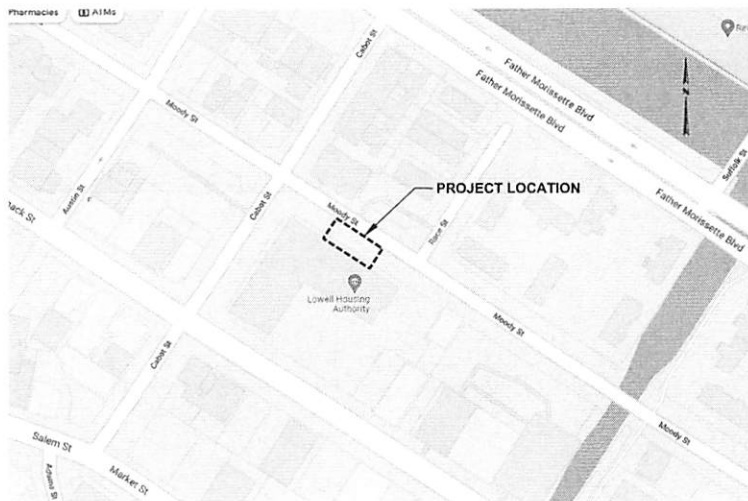 Pharmacies
ATMs
Cabot St
Father Morissette Blvd
Father Morissette Blvd
N
Moody St
Suffolk St
Austin St
Cabot St
PROJECT LOCATION
Moody St
Race St
Father Morissette Blvd
Lowell Housing
Authority
Moody St
Cabot St
Salem St
Market St
Moody St